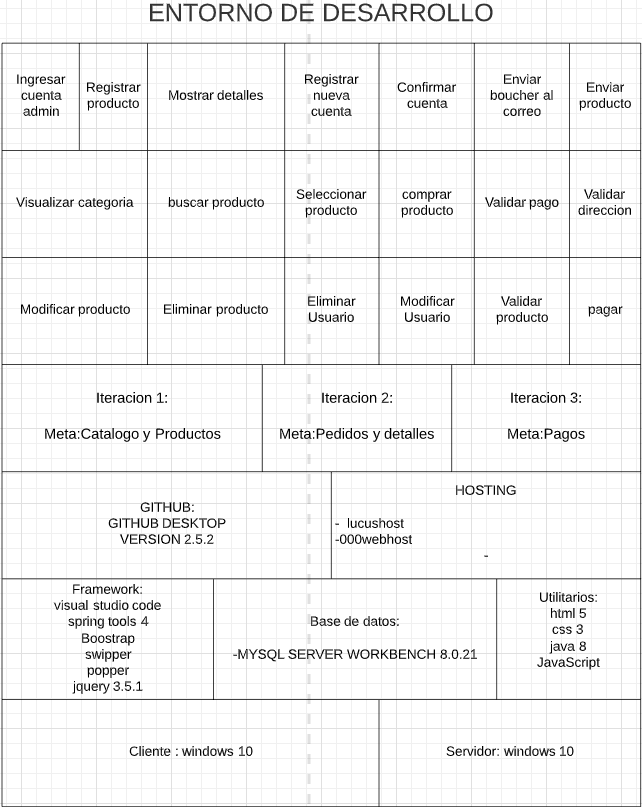 ENTORNO DE DESARROLLO
Ingresar
cuenta
admin
Registrar
producto
Mostrar detalles
Registrar
nueva
cuenta
Confirmar
cuenta
Enviar
boucher al
correo
Enviar
producto
Visualizar categoria
buscar producto
Seleccionar
producto
comprar
producto
Validar pago
Validar
direccion
Modificar producto
Eliminar producto
Eliminar
Usuario
Modificar
Usuario
Validar
producto
pagar
Iteracion 1:
Meta:Catalogo y Productos
Iteracion 2:
Meta:Pedidos y detalles
Iteracion 3:
Meta:Pagos
GITHUB:
GITHUB DESKTOP
VERSION 2.5.2
HOSTING
- lucushost
-000webhost
-
Framework:
visual studio code
spring tools 4
Boostrap
swipper
popper
jquery 3.5.1
Base de datos:
-MYSQL SERVER WORKBENCH 8.0.21
Utilitarios:
html 5
css 3
java 8
JavaScript
Cliente : windows 10
Servidor: windows 10